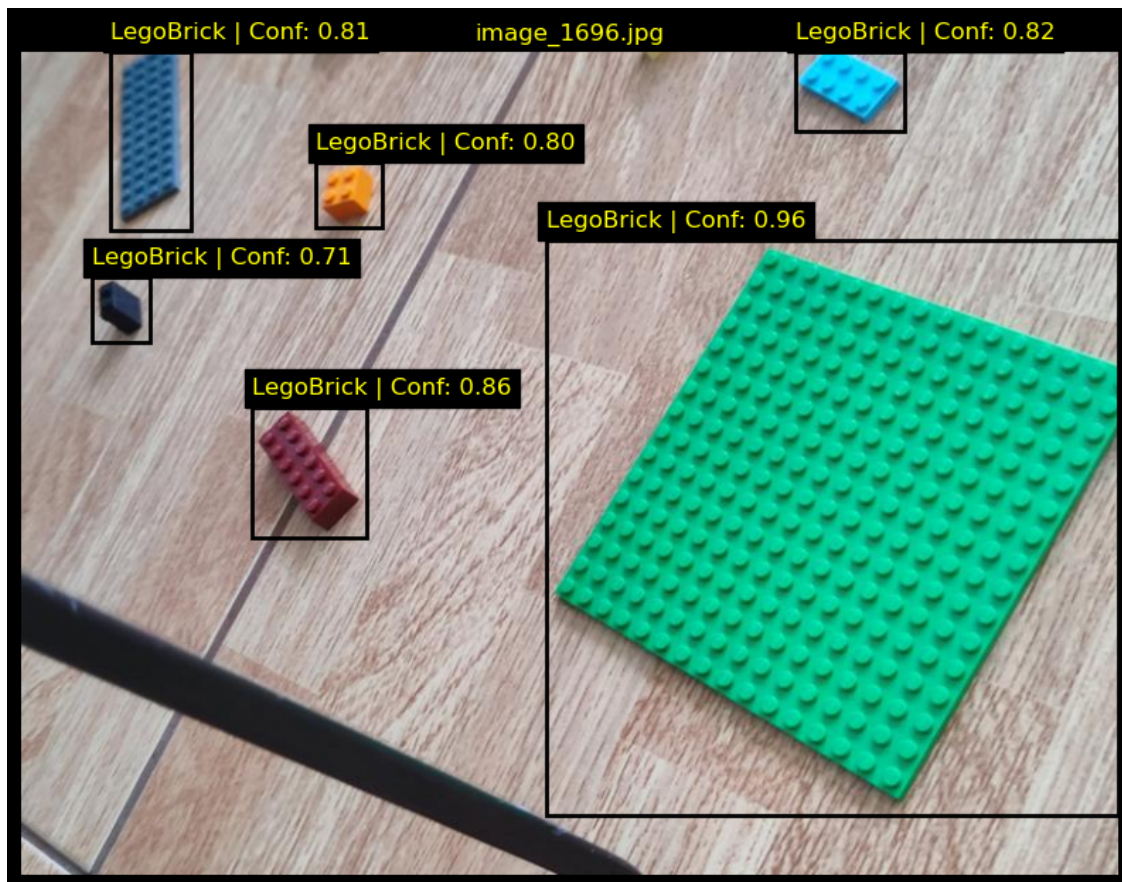 LegoBrick | Conf: 0.81
image_1696.jpg
LegoBrick | Conf: 0.82
LegoBrick | Conf: 0.80
LegoBrick | Conf: 0.96
LegoBrick | Conf: 0.71
LegoBrick | Conf: 0.86